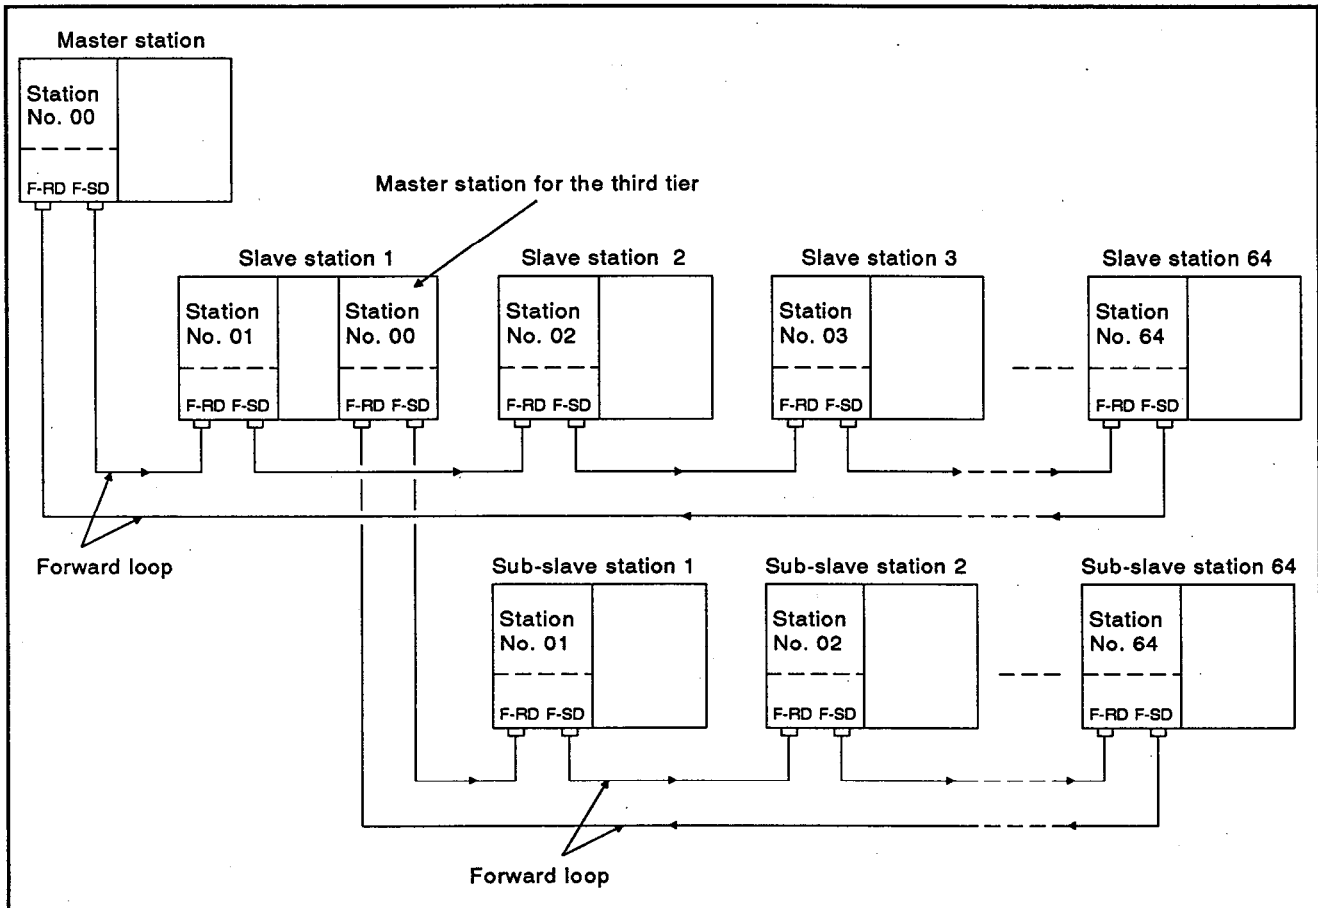 Master station
Station
No. 00
F-RD F-SD
Master station for the third tier
Slave station 1
Slave station 2
Slave station 3
Slave station 64
Station
No. 01
Station
No. 00
Station
No. 02
Station
No. 03
Station
No. 64
F-RD F-SD
F-RD F-SD
F-RD F-SD
F-RD F-SD
F-RD F-SD
Forward loop
Sub-slave station 1
Sub-slave station 2
Sub-slave station 64
Station
No. 01
Station
No. 02
Station
No. 64
F-RD F-SD
F-RD F-SD
F-RD F-SD
Forward loop